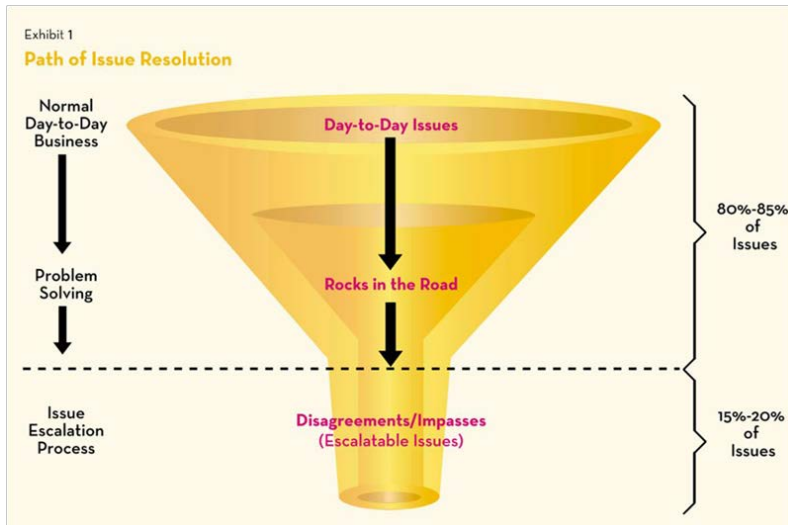 Exhibit 1
Path of Issue Resolution
Normal
Day-to-Day
Business
Problem
Solving
Issue
Escalation
Process
Day-to-Day Issues
Rocks in the Road
Disagreements/Impasses
(Escalatable Issues)
80%-85%
of
Issues
15%-20%
of
Issues